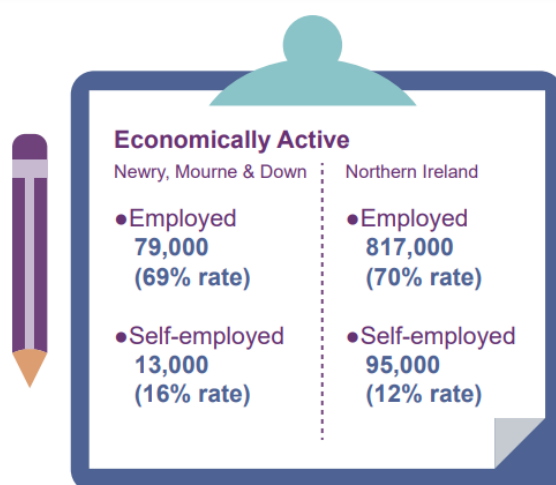 Economically Active
Newry, Mourne & Down
●Employed
79,000
(69% rate)
●Self-employed
13,000
(16% rate)
Northern Ireland
●Employed
817,000
(70% rate)
●Self-employed
95,000
(12% rate)